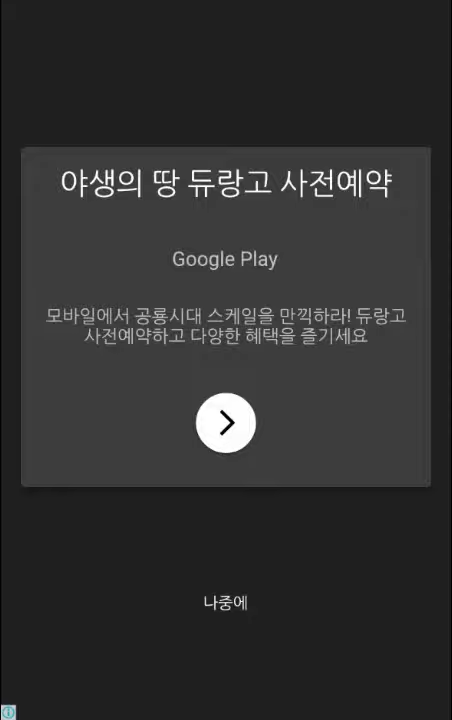 야생의 땅 듀랑고 사전예약
Google Play
모바일에서 공룡시대 스케일을 만끽하라! 듀랑고
사전예약하고 다양한 혜택을 즐기세요
나중에